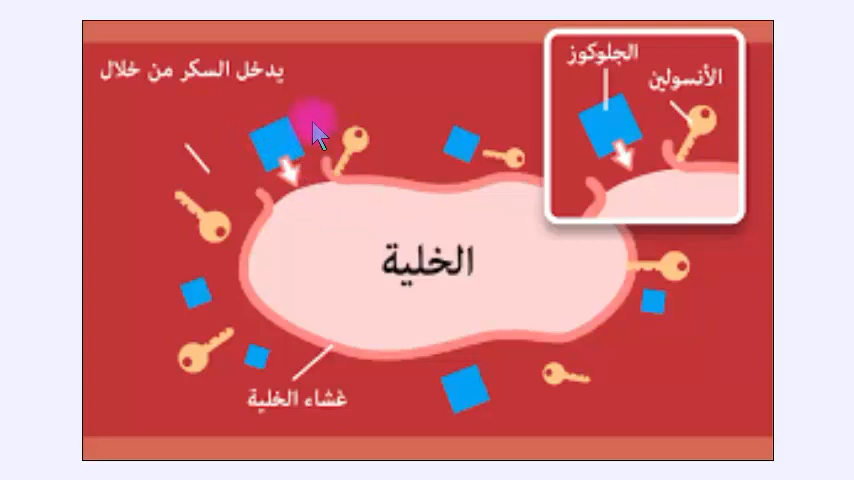 يدخل السكر من خلال
الجلوكوز
الأنسولين
الخلية
غشاء الخلية